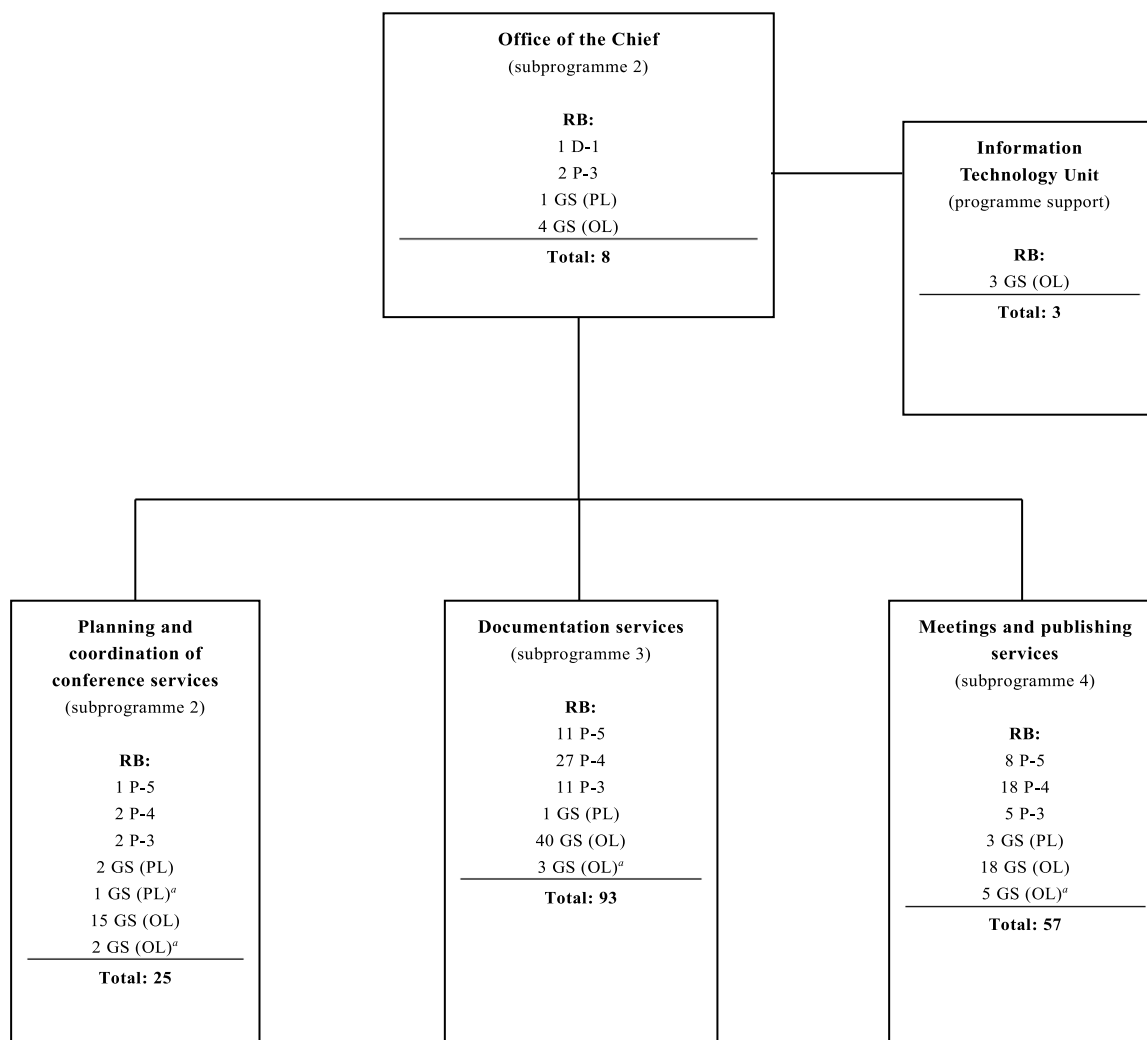 Office of the Chief
(subprogramme 2)
RB:
1 D-1
2 P-3
1 GS (PL)
4 GS (OL)
Total: 8
Information
Technology Unit
(programme support)
RB:
3 GS (OL)
Total: 3
Planning and
coordination of
conference services
(subprogramme 2)
RB:
1 P-5
2 P-4
2 P-3
2 GS (PL)
1 GS (PL)a
15 GS (OL)
2 GS (OL)a
Total: 25
Documentation services
(subprogramme 3)
RB:
11 P-5
27 P-4
11 P-3
1 GS (PL)
40 GS (OL)
3 GS (OL)a
Total: 93
Meetings and publishing
services
(subprogramme 4)
RB:
8 P-5
18 P-4
5 P-3
3 GS (PL)
18 GS (OL)
5 GS (OL)a
Total: 57